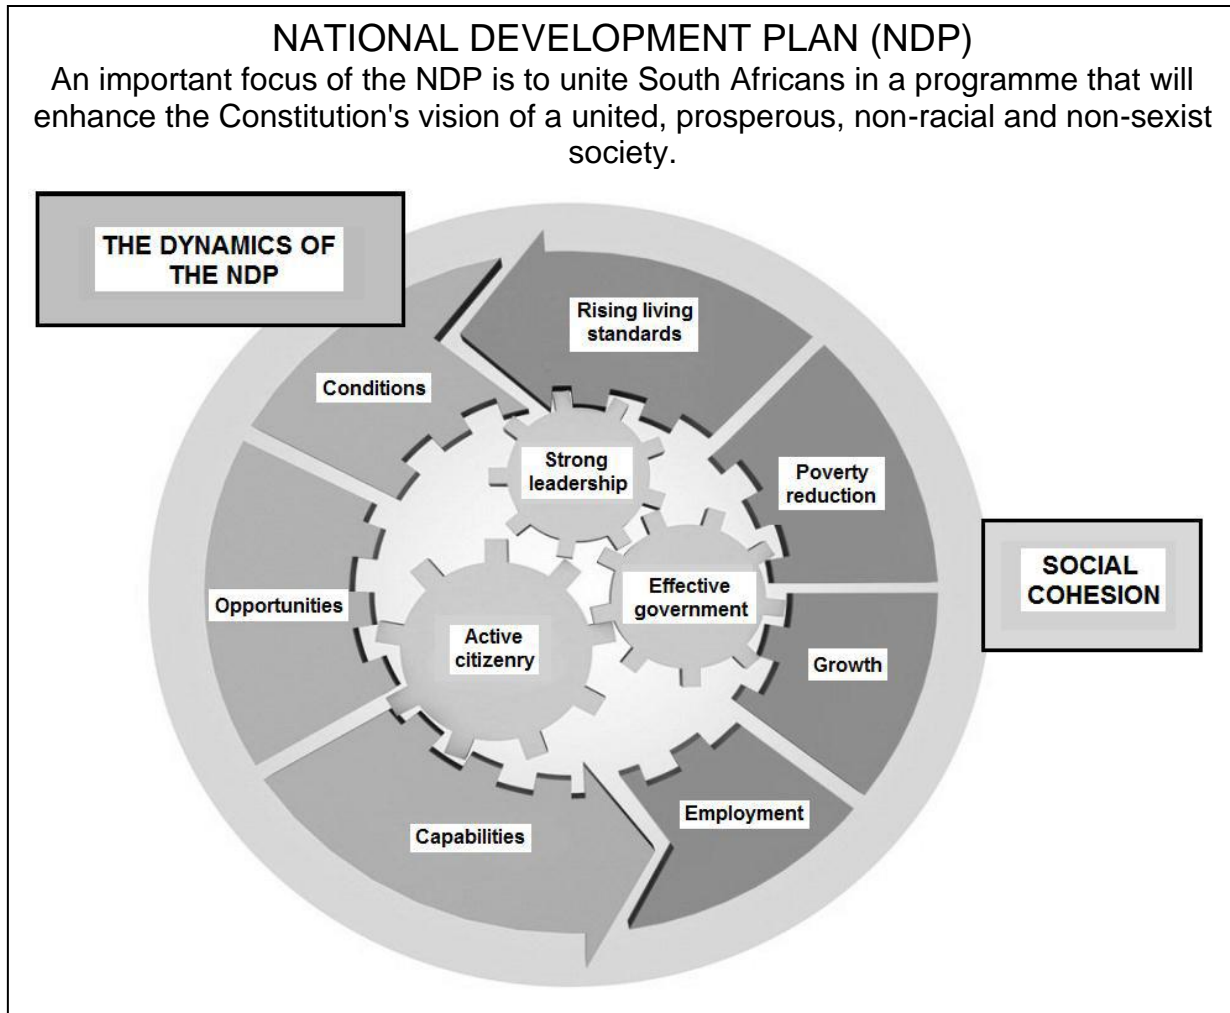 NATIONAL DEVELOPMENT PLAN (NDP)
An important focus of the NDP is to unite South Africans in a programme that will
enhance the Constitution's vision of a united, prosperous, non-racial and non-sexist
society.
THE DYNAMICS OF
THE NDP
Rising living
standards
Conditions
Strong
leadership
Poverty
reduction
SOCIAL
COHESION
Effective
government
Opportunities
Active
citizenry
Growth
Employment
Capabilities